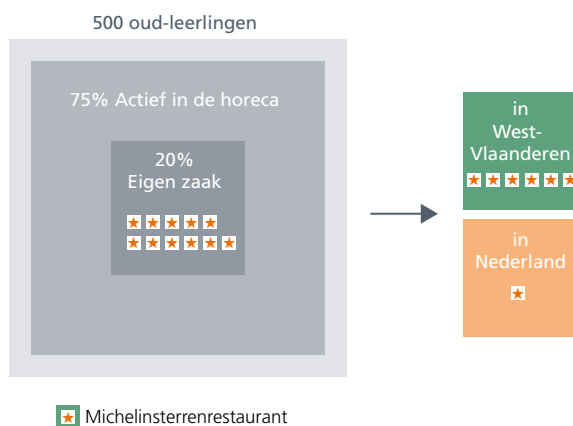 500 oud-leerlingen
75% Actief in de horeca
20%
Eigen zaak
in
West-
Vlaanderen
in
Nederland
Michelinsterrenrestaurant